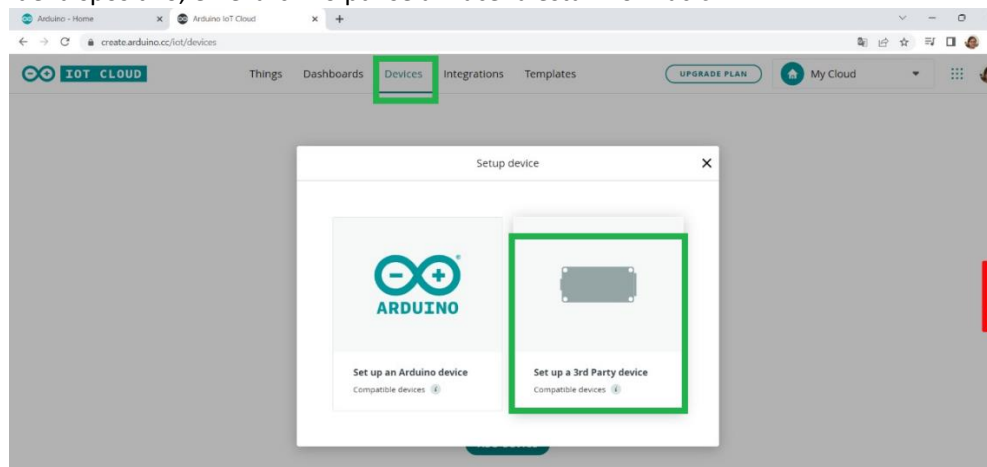 Arduino - Home
Arduino IoT Cloud
create.arduino.cc/iot/devices
IOT CLOUD
Things
Dashboards
Devices
Integrations
Templates
UPGRADE PLAN
My Cloud
Setup device
ARDUINO
Set up an Arduino device
Compatible devices
Set up a 3rd Party device
Compatible devices